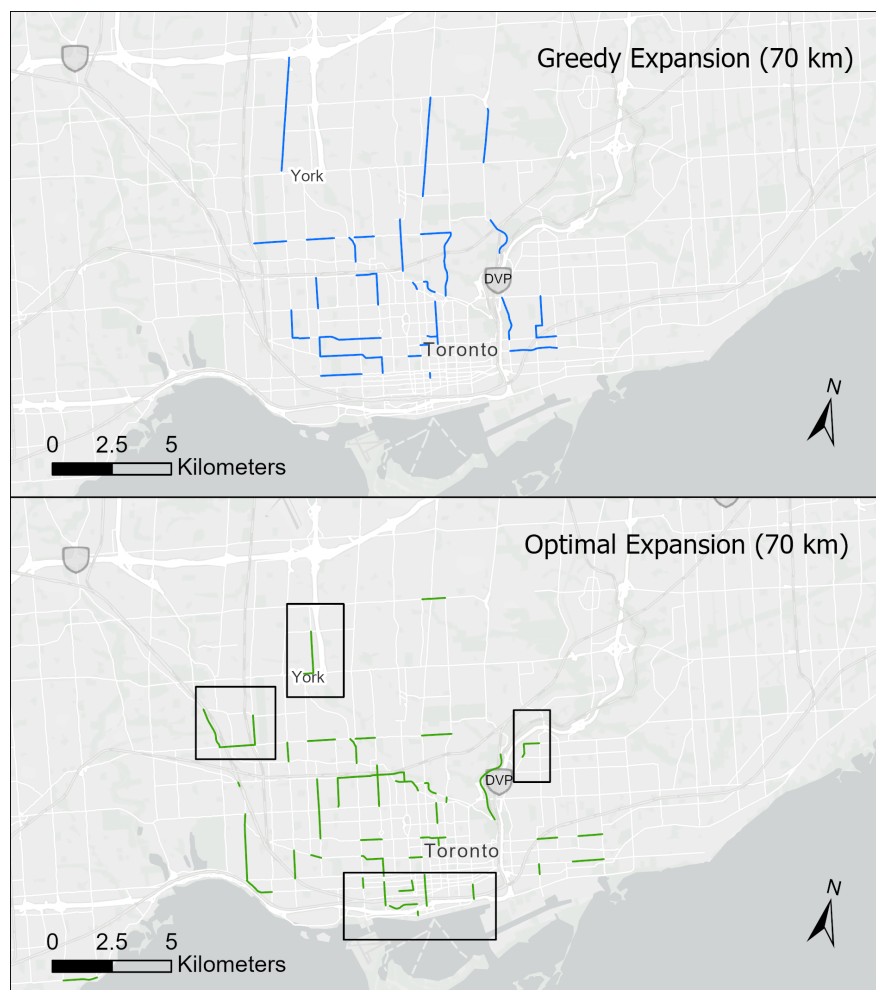 Greedy Expansion (70 km)
York
DVP
Toronto
N
0 2.5 5
Kilometers
Optimal Expansion (70 km)
York
DVP
Toronto
N
0 2.5 5
Kilometers